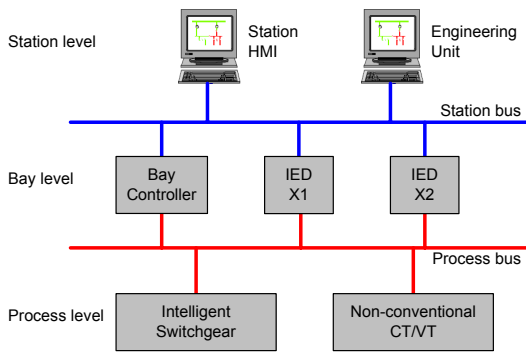 Station level
Station
HMI
Engineering
Unit
Station bus
Bay level
Bay
Controller
IED
X1
IED
X2
Process bus
Process level
Intelligent
Switchgear
Non-conventional
CT/VT